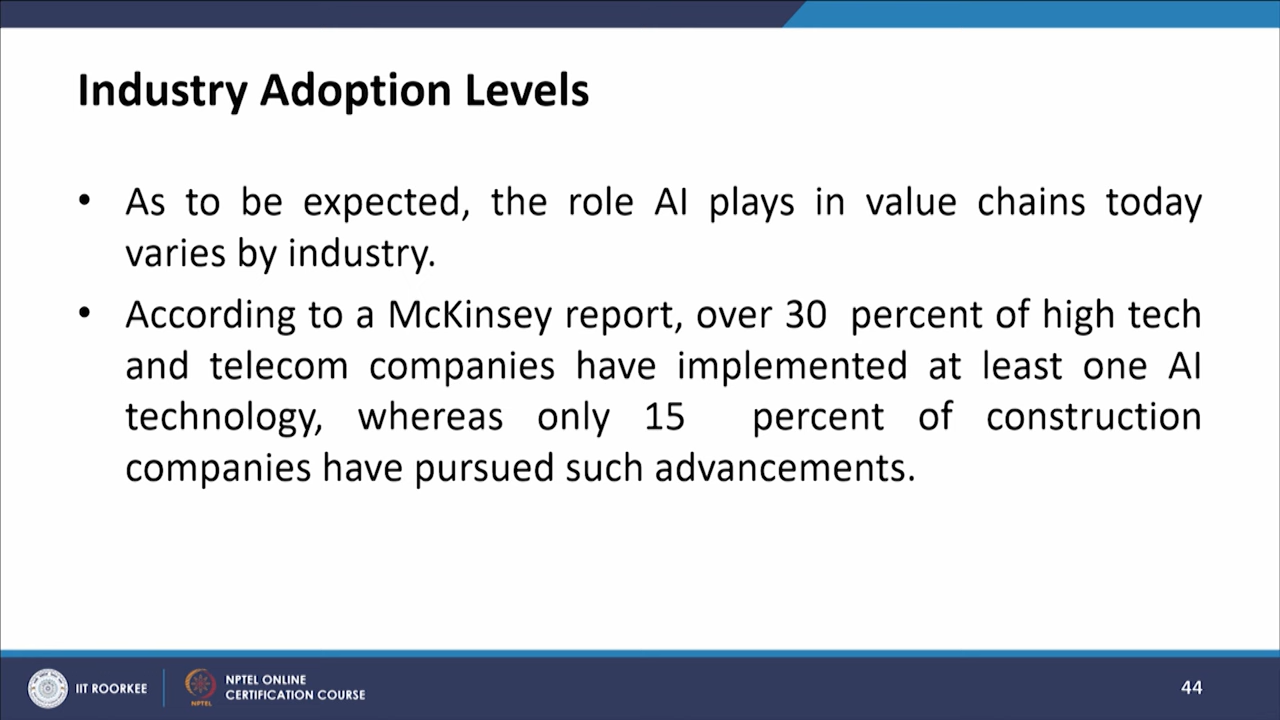 Industry Adoption Levels
• As to be expected, the role AI plays in value chains today
varies by industry.
• According to a McKinsey report, over 30 percent of high tech
and telecom companies have implemented at least one AI
technology, whereas only 15 percent of construction
companies have pursued such advancements.
IIT ROORKEE
NPTEL
NPTEL ONLINE
CERTIFICATION COURSE
44